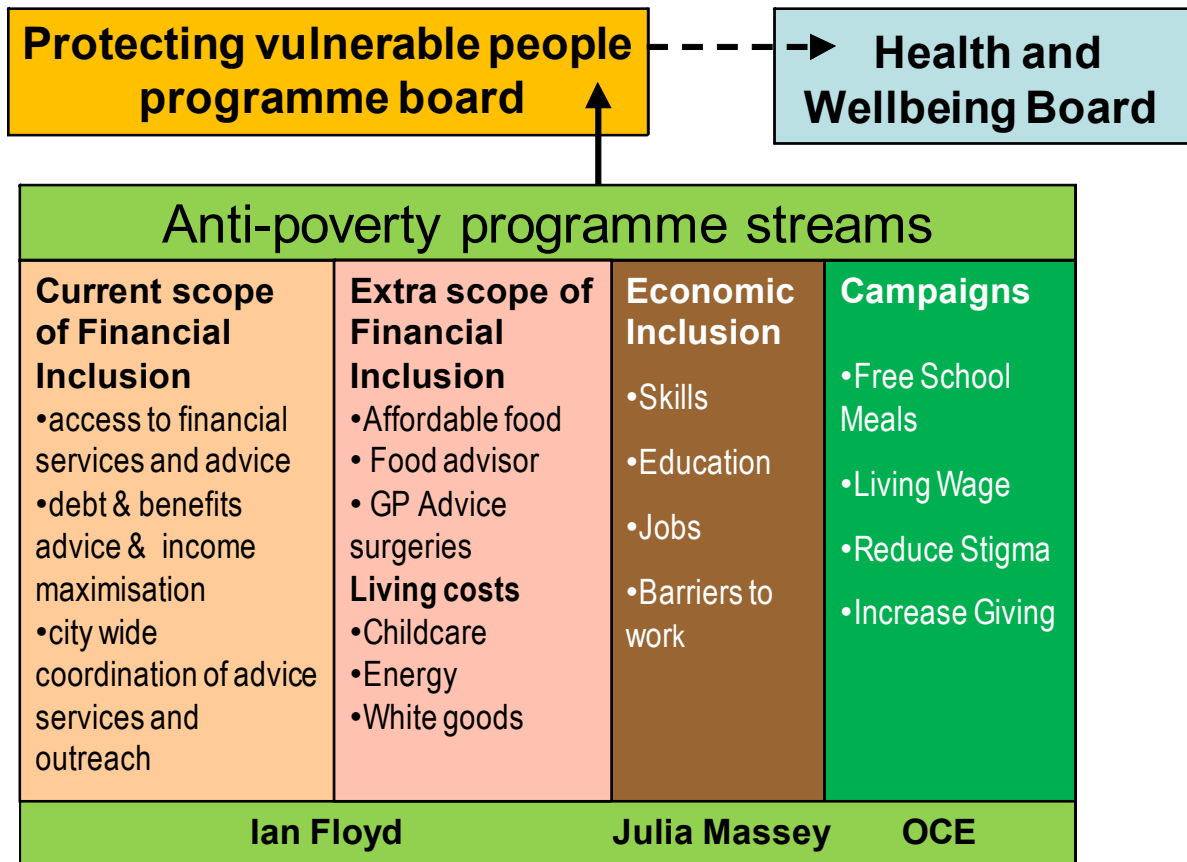 Protecting vulnerable people
programme board
Health and
Wellbeing Board
Anti-poverty programme streams
Current scope
of Financial
Inclusion
•access to financial
services and advice
•debt & benefits
advice & income
maximisation
•city wide
coordination of advice
services and
outreach
Extra scope of
Financial
Inclusion
•Affordable food
• Food advisor
• GP Advice
surgeries
Living costs
•Childcare
•Energy
•White goods
Economic
Inclusion
•Skills
•Education
•Jobs
•Barriers to
work
Campaigns
•Free School
Meals
•Living Wage
•Reduce Stigma
•Increase Giving
Ian Floyd
Julia Massey
OCE